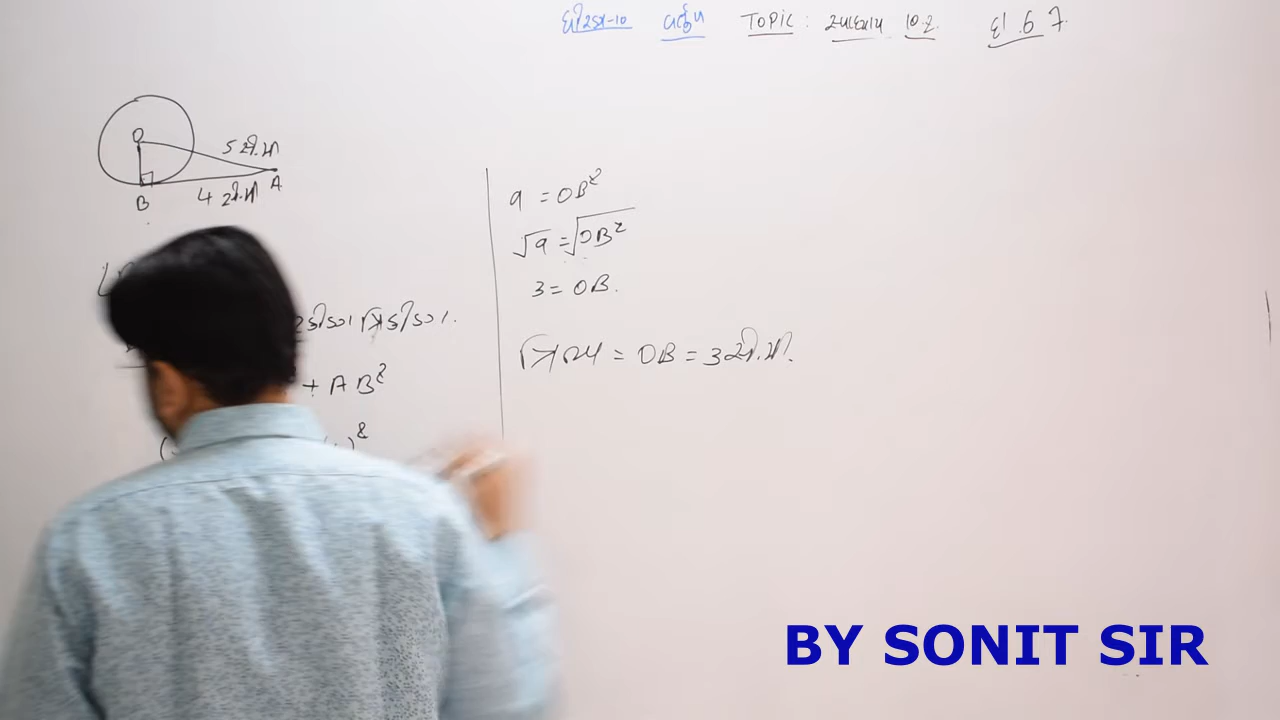 ધોરણ-10 વર્તુળ TOPIC : સ્વાધ્યાય 10.2. દા. 6 7.
O
5 સે.મી
A
B
4 સે.મી
+ AB²
9 = OB²
√9 = √OB²
3 = OB.
ત્રિજ્યા = OB = 3 સે.મી.
BY SONIT SIR